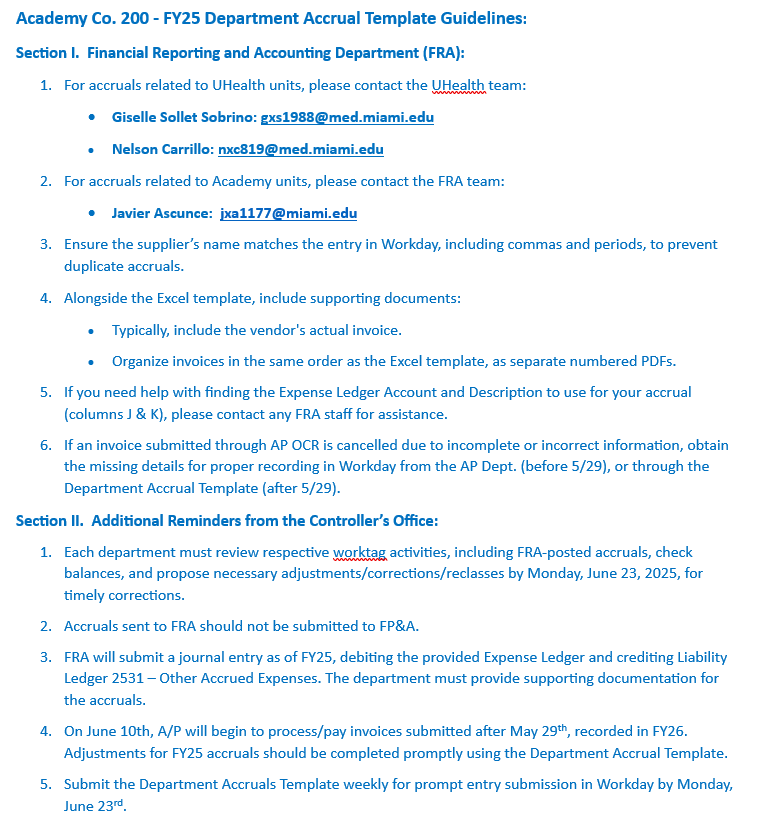 Academy Co. 200 - FY25 Department Accrual Template Guidelines:
Section I.  Financial Reporting and Accounting Department (FRA):
1. For accruals related to UHealth units, please contact the UHealth team:
• Giselle Sollet Sobrino: gxs1988@med.miami.edu
• Nelson Carrillo: nxc819@med.miami.edu
2. For accruals related to Academy units, please contact the FRA team:
• Javier Ascunce:  jxa1177@miami.edu
3. Ensure the supplier's name matches the entry in Workday, including commas and periods, to prevent
duplicate accruals.
4. Alongside the Excel template, include supporting documents:
• Typically, include the vendor's actual invoice.
• Organize invoices in the same order as the Excel template, as separate numbered PDFs.
5. If you need help with finding the Expense Ledger Account and Description to use for your accrual
(columns J & K), please contact any FRA staff for assistance.
6. If an invoice submitted through AP OCR is cancelled due to incomplete or incorrect information, obtain
the missing details for proper recording in Workday from the AP Dept. (before 5/29), or through the
Department Accrual Template (after 5/29).
Section II.  Additional Reminders from the Controller's Office:
1. Each department must review respective worktag activities, including FRA-posted accruals, check
balances, and propose necessary adjustments/corrections/reclasses by Monday, June 23, 2025, for
timely corrections.
2. Accruals sent to FRA should not be submitted to FP&A.
3. FRA will submit a journal entry as of FY25, debiting the provided Expense Ledger and crediting Liability
Ledger 2531 – Other Accrued Expenses. The department must provide supporting documentation for
the accruals.
4. On June 10th, A/P will begin to process/pay invoices submitted after May 29th, recorded in FY26.
Adjustments for FY25 accruals should be completed promptly using the Department Accrual Template.
5. Submit the Department Accruals Template weekly for prompt entry submission in Workday by Monday,
June 23rd.